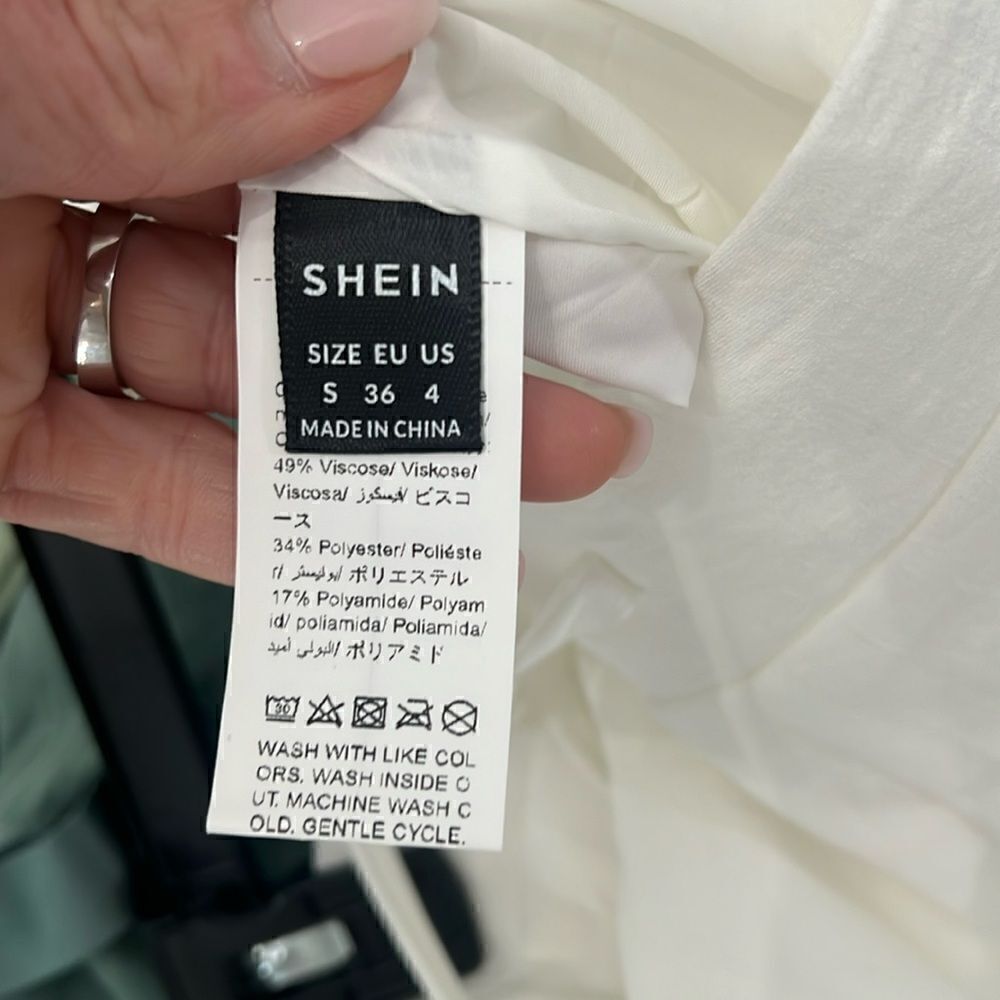 SHEIN
SIZE EU US
S 36 4
MADE IN CHINA
49% Viscose/ Viskose/
Viscosa/ فيسكوز/ ビスコ
ース
34% Polyester/ Poliéste
r/ بوليستر/ ポリエステル
17% Polyamide/ Polyam
id/ poliamida/ Poliamida/
البولي أميد/ ポリアミド
30
WASH WITH LIKE COL
ORS. WASH INSIDE O
UT. MACHINE WASH C
OLD. GENTLE CYCLE.